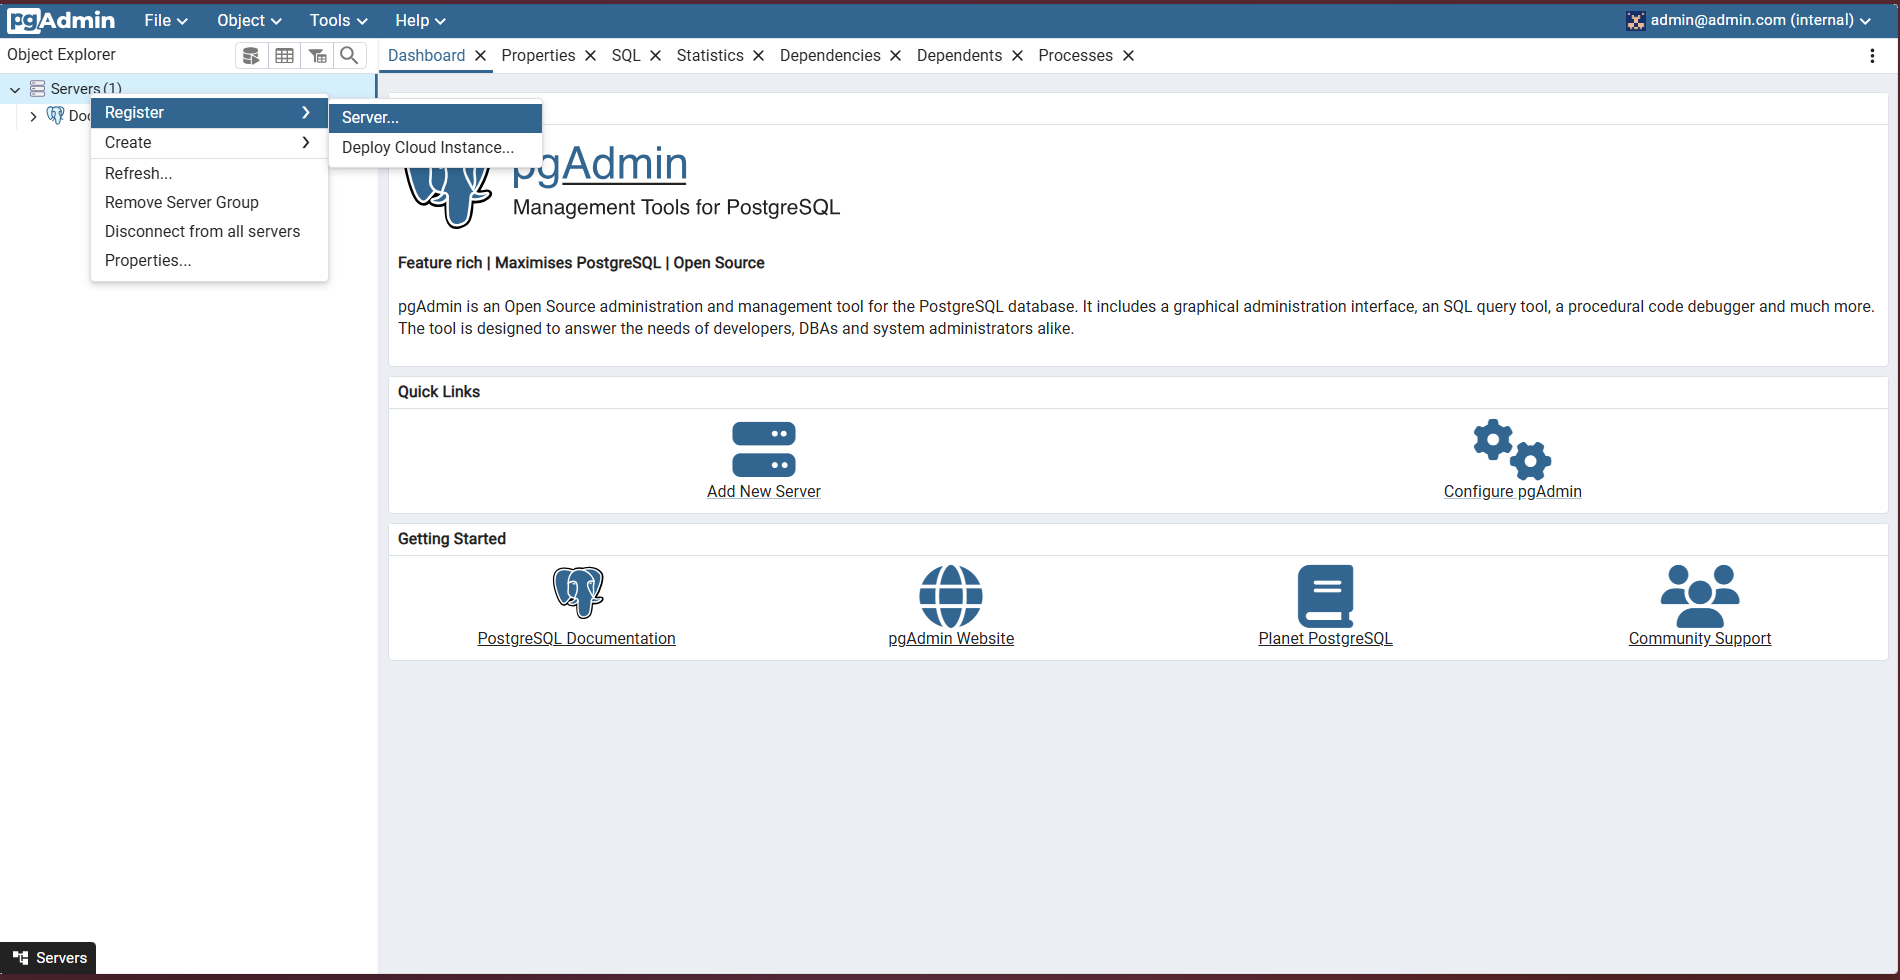 pgAdmin File Object Tools Help admin@admin.com (internal)
Object Explorer Dashboard Properties SQL Statistics Dependencies Dependents Processes
Servers (1)
Doc
Register
Create
Refresh...
Remove Server Group
Disconnect from all servers
Properties...
Server...
Deploy Cloud Instance...
pgAdmin
Management Tools for PostgreSQL
Feature rich | Maximises PostgreSQL | Open Source
pgAdmin is an Open Source administration and management tool for the PostgreSQL database. It includes a graphical administration interface, an SQL query tool, a procedural code debugger and much more.
The tool is designed to answer the needs of developers, DBAs and system administrators alike.
Quick Links
Add New Server Configure pgAdmin
Getting Started
PostgreSQL Documentation pgAdmin Website Planet PostgreSQL Community Support
Servers